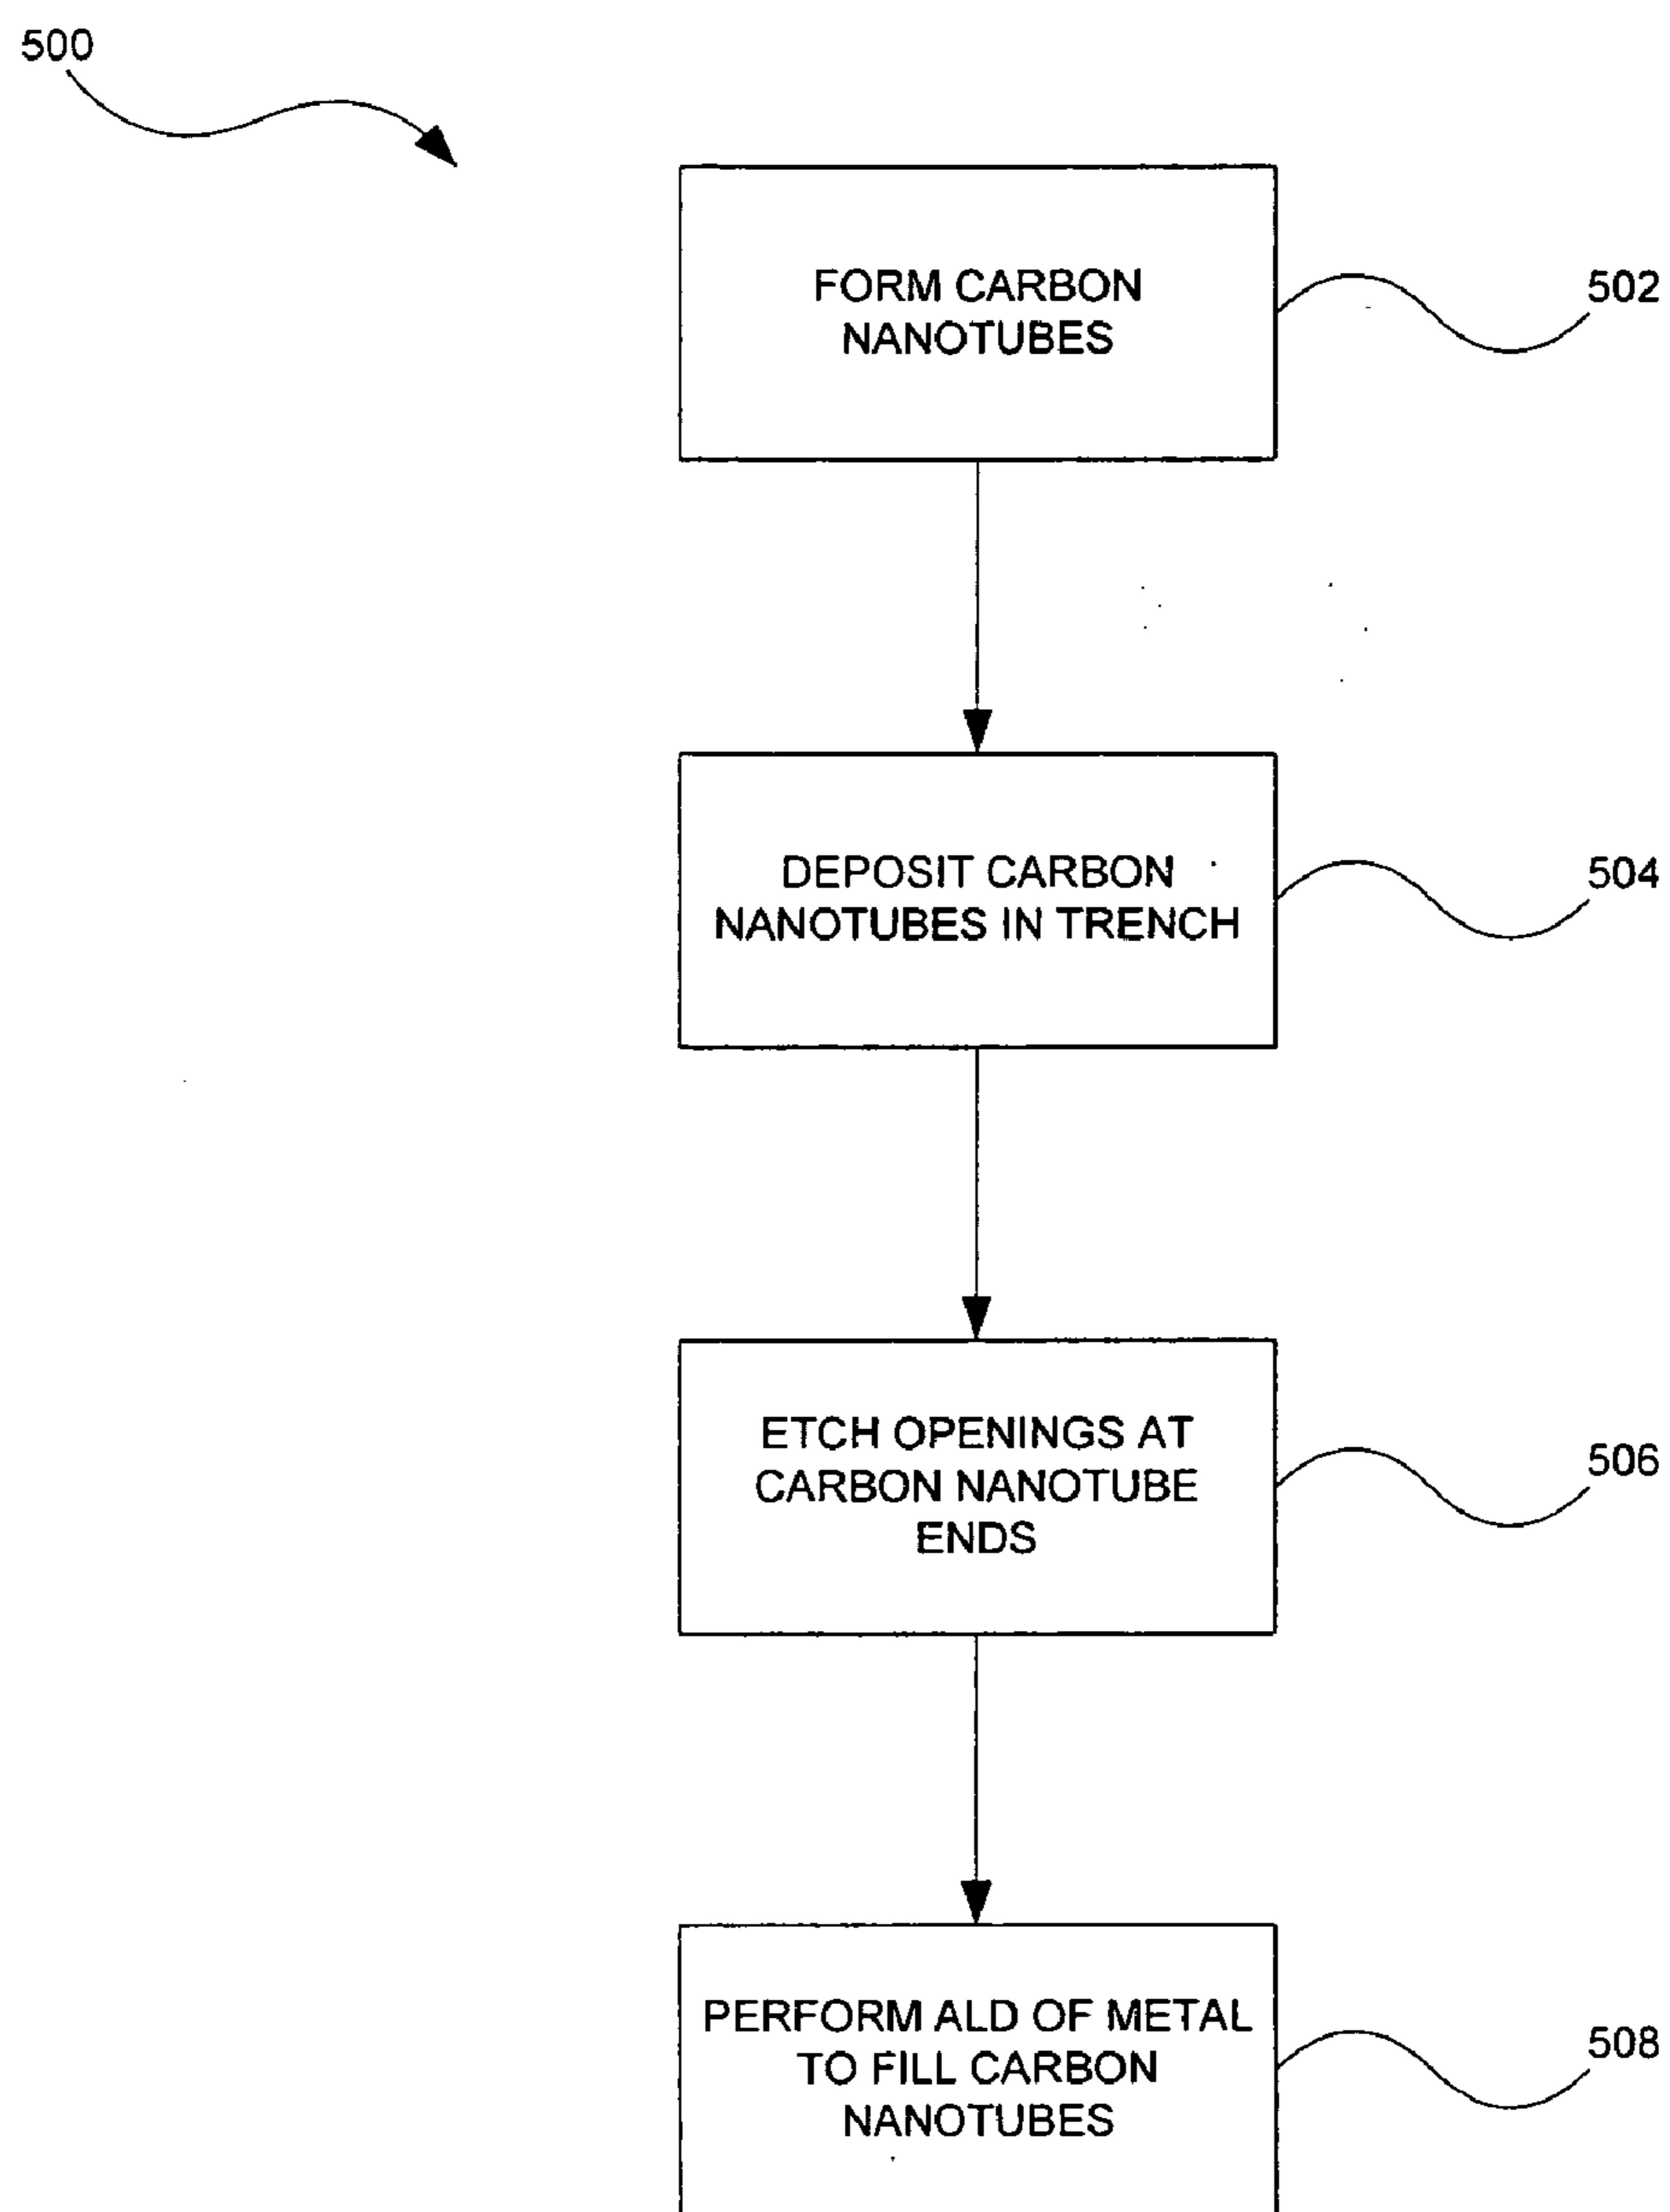 500
FORM CARBON
NANOTUBES
502
DEPOSIT CARBON
NANOTUBES IN TRENCH
504
ETCH OPENINGS AT
CARBON NANOTUBE
ENDS
506
PERFORM ALD OF METAL
TO FILL CARBON
NANOTUBES
508